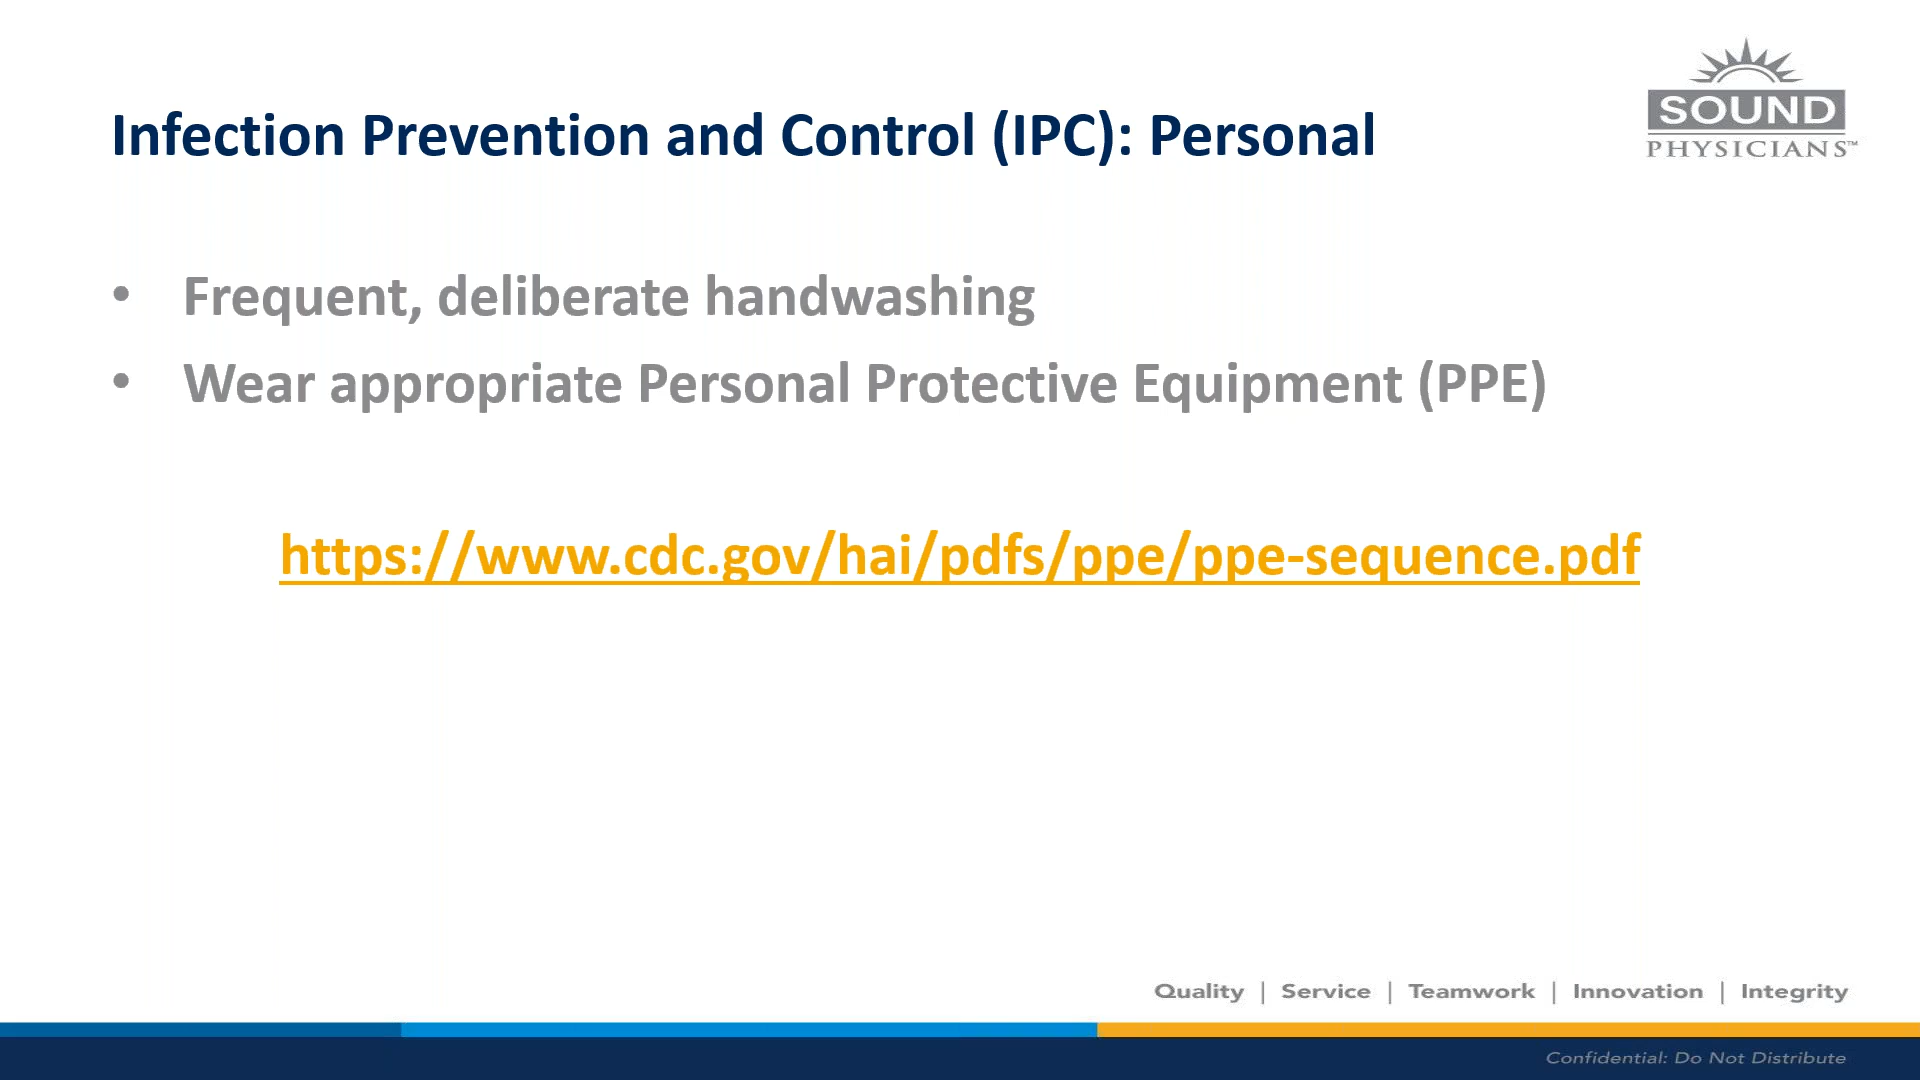 SOUND
PHYSICIANS™
Infection Prevention and Control (IPC): Personal
• Frequent, deliberate handwashing
• Wear appropriate Personal Protective Equipment (PPE)
https://www.cdc.gov/hai/pdfs/ppe/ppe-sequence.pdf
Quality | Service | Teamwork | Innovation | Integrity
Confidential: Do Not Distribute